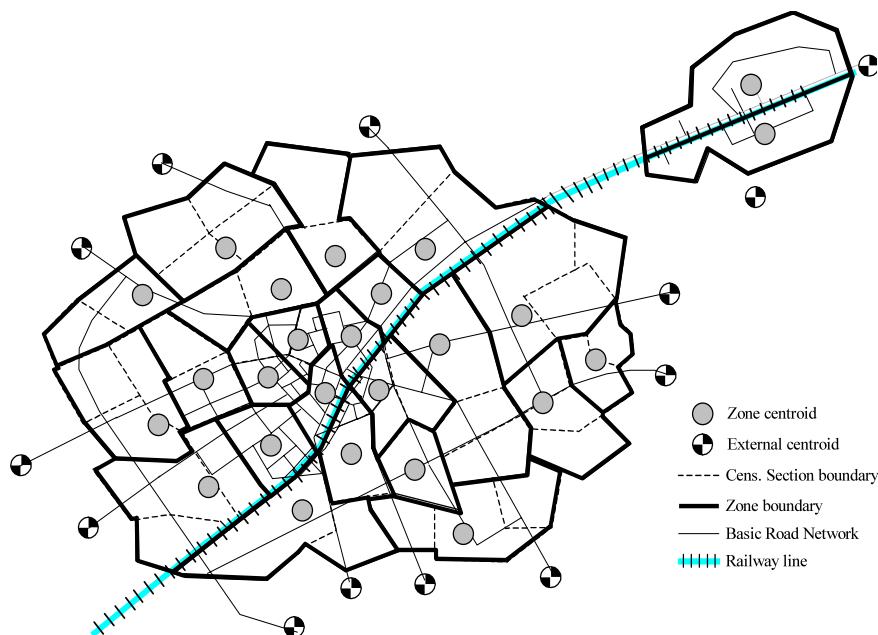 Zone centroid
External centroid
Cens. Section boundary
Zone boundary
Basic Road Network
Railway line